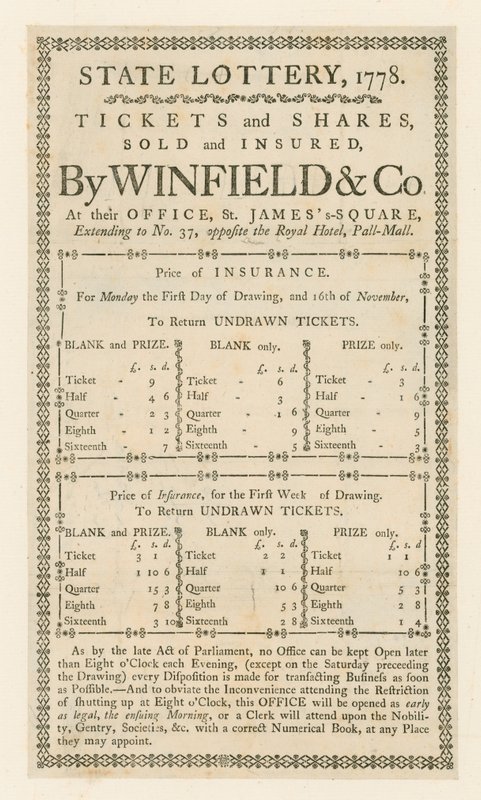 STATE LOTTERY, 1778.
TICKETS and SHARES,
SOLD and INSURED,
By WINFIELD & Co.
At their OFFICE, St. JAMES's-SQUARE,
Extending to No. 37, oppoſite the Royal Hotel, Pall-Mall.
Price of INSURANCE.
For Monday the Firſt Day of Drawing, and 16th of November,
To Return UNDRAWN TICKETS.
BLANK and PRIZE.
£. s. d.
Ticket - 9
Half - 4 6
Quarter - 2 3
Eighth - 1 2
Sixteenth - 7
BLANK only.
£. s. d.
Ticket - 6
Half - 3
Quarter - 1 6
Eighth - 9
Sixteenth - 5
PRIZE only.
£. s. d.
Ticket - 3
Half - 1 6
Quarter - 9
Eighth - 5
Sixteenth - 3
Price of Inſurance, for the Firſt Week of Drawing.
To Return UNDRAWN TICKETS.
BLANK and PRIZE.
£. s. d.
Ticket 3 1
Half 1 10 6
Quarter 15 3
Eighth 7 8
Sixteenth 3 10
BLANK only.
£. s. d.
Ticket 2 2
Half 1 1
Quarter 10 6
Eighth 5 3
Sixteenth 2 8
PRIZE only.
£. s. d
Ticket 1 1
Half 10 6
Quarter 5 3
Eighth 2 8
Sixteenth 1 4
As by the late Act of Parliament, no Office can be kept Open later
than Eight o'Clock each Evening, (except on the Saturday preceeding
the Drawing) every Diſpoſition is made for tranſacting Buſineſs as ſoon
as Poſſible.—And to obviate the Inconvenience attending the Reſtriction
of ſhutting up at Eight o'Clock, this OFFICE will be opened as early
as legal, the enſuing Morning, or a Clerk will attend upon the Nobili-
ty, Gentry, Societies, &c. with a correct Numerical Book, at any Place
they may appoint.